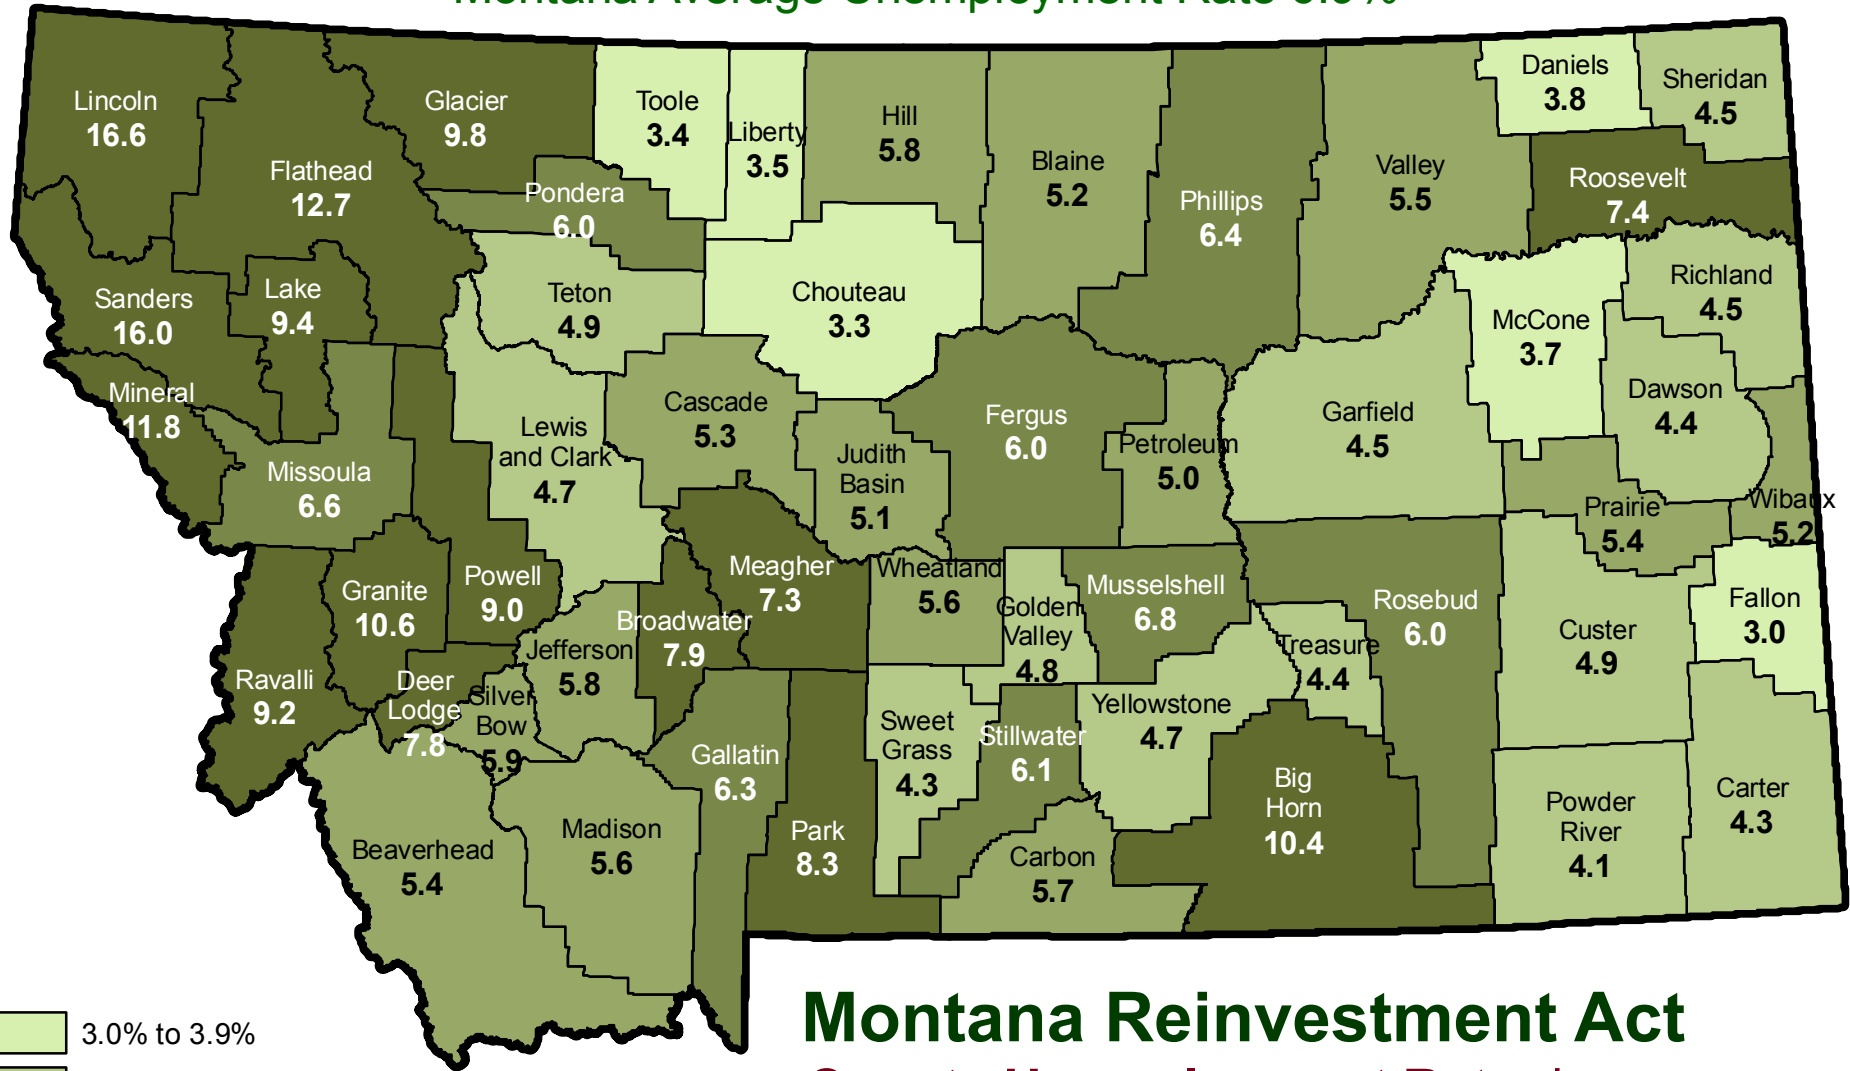 Montana Average Unemployment Rate
Lincoln
16.6
Flathead
12.7
Glacier
9.8
Toole
3.4
Liberty
3.5
Hill
5.8
Blaine
5.2
Phillips
6.4
Valley
5.5
Daniels
3.8
Sheridan
4.5
Roosevelt
7.4
Pondera
6.0
Sanders
16.0
Lake
9.4
Teton
4.9
Chouteau
3.3
McCone
3.7
Richland
4.5
Mineral
11.8
Missoula
6.6
Lewis
and Clark
4.7
Cascade
5.3
Judith
Basin
5.1
Fergus
6.0
Petroleum
5.0
Garfield
4.5
Dawson
4.4
Prairie
5.4
Wibaux
5.2
Granite
10.6
Powell
9.0
Meagher
7.3
Broadwater
7.9
Wheatland
5.6
Golden
Valley
4.8
Musselshell
6.8
Rosebud
6.0
Treasure
4.4
Custer
4.9
Fallon
3.0
Ravalli
9.2
Deer
Lodge
7.8
Silver
Bow
5.9
Jefferson
5.8
Gallatin
6.3
Park
8.3
Sweet
Grass
4.3
Stillwater
6.1
Yellowstone
4.7
Big
Horn
10.4
Powder
River
4.1
Carter
4.3
Beaverhead
5.4
Madison
5.6
Carbon
5.7
3.0% to 3.9%
Montana Reinvestment Act